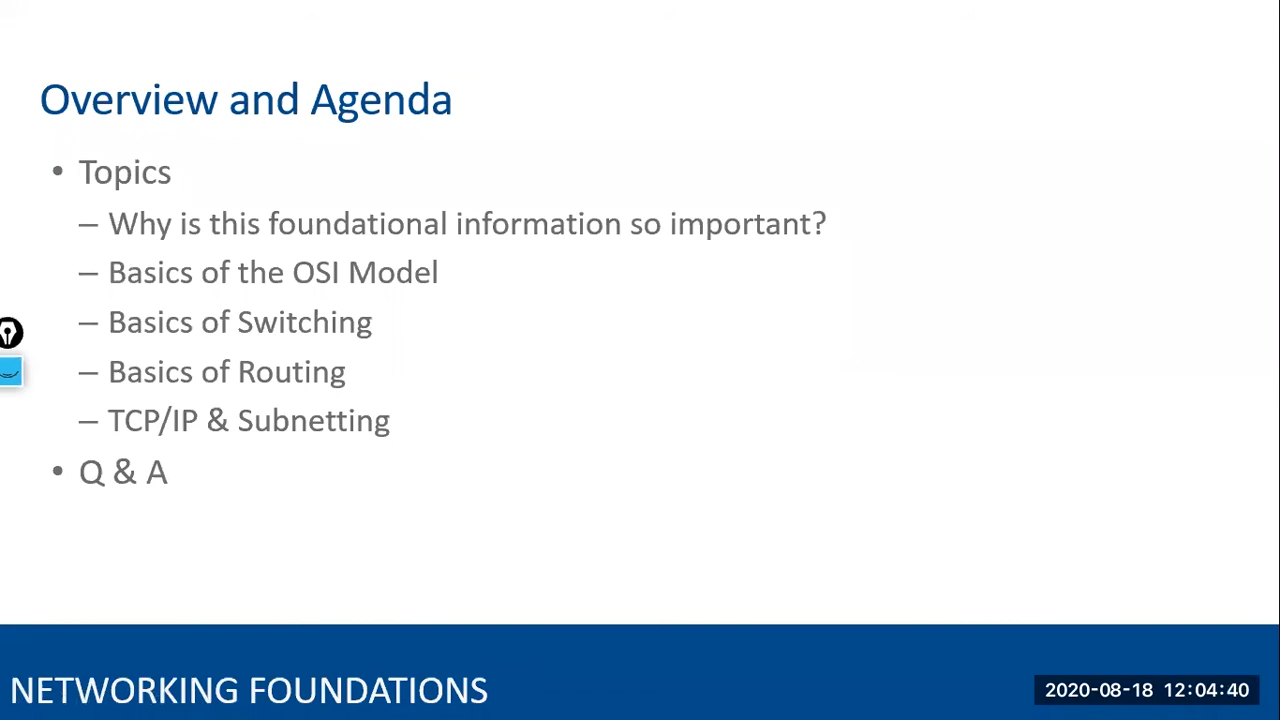 Overview and Agenda
• Topics
– Why is this foundational information so important?
– Basics of the OSI Model
– Basics of Switching
– Basics of Routing
– TCP/IP & Subnetting
• Q & A
NETWORKING FOUNDATIONS
2020-08-18 12:04:40